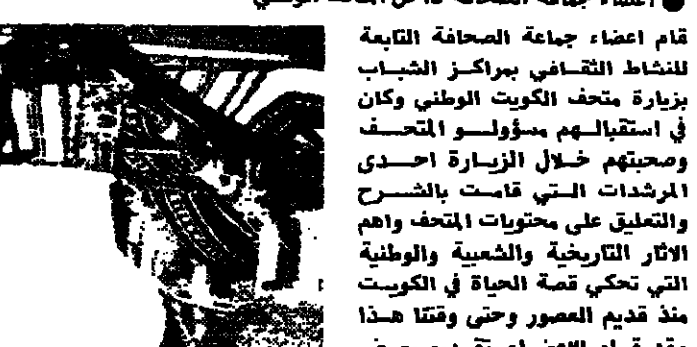 قام اعضاء جماعة الصحافة التابعة
للنشاط الثقافي بمراكز الشباب
بزيارة متحف الكويت الوطني وكان
في استقبالهم مسؤولو المتحف
وصحبتهم خلال الزيارة احدى
المرشدات التي قامت بالشرح
والتعليق على محتويات المتحف واهم
الاثار التاريخية والشعبية والوطنية
التي تحكي قصة الحياة في الكويت
منذ قديم العصور وحتى وقتنا هذا